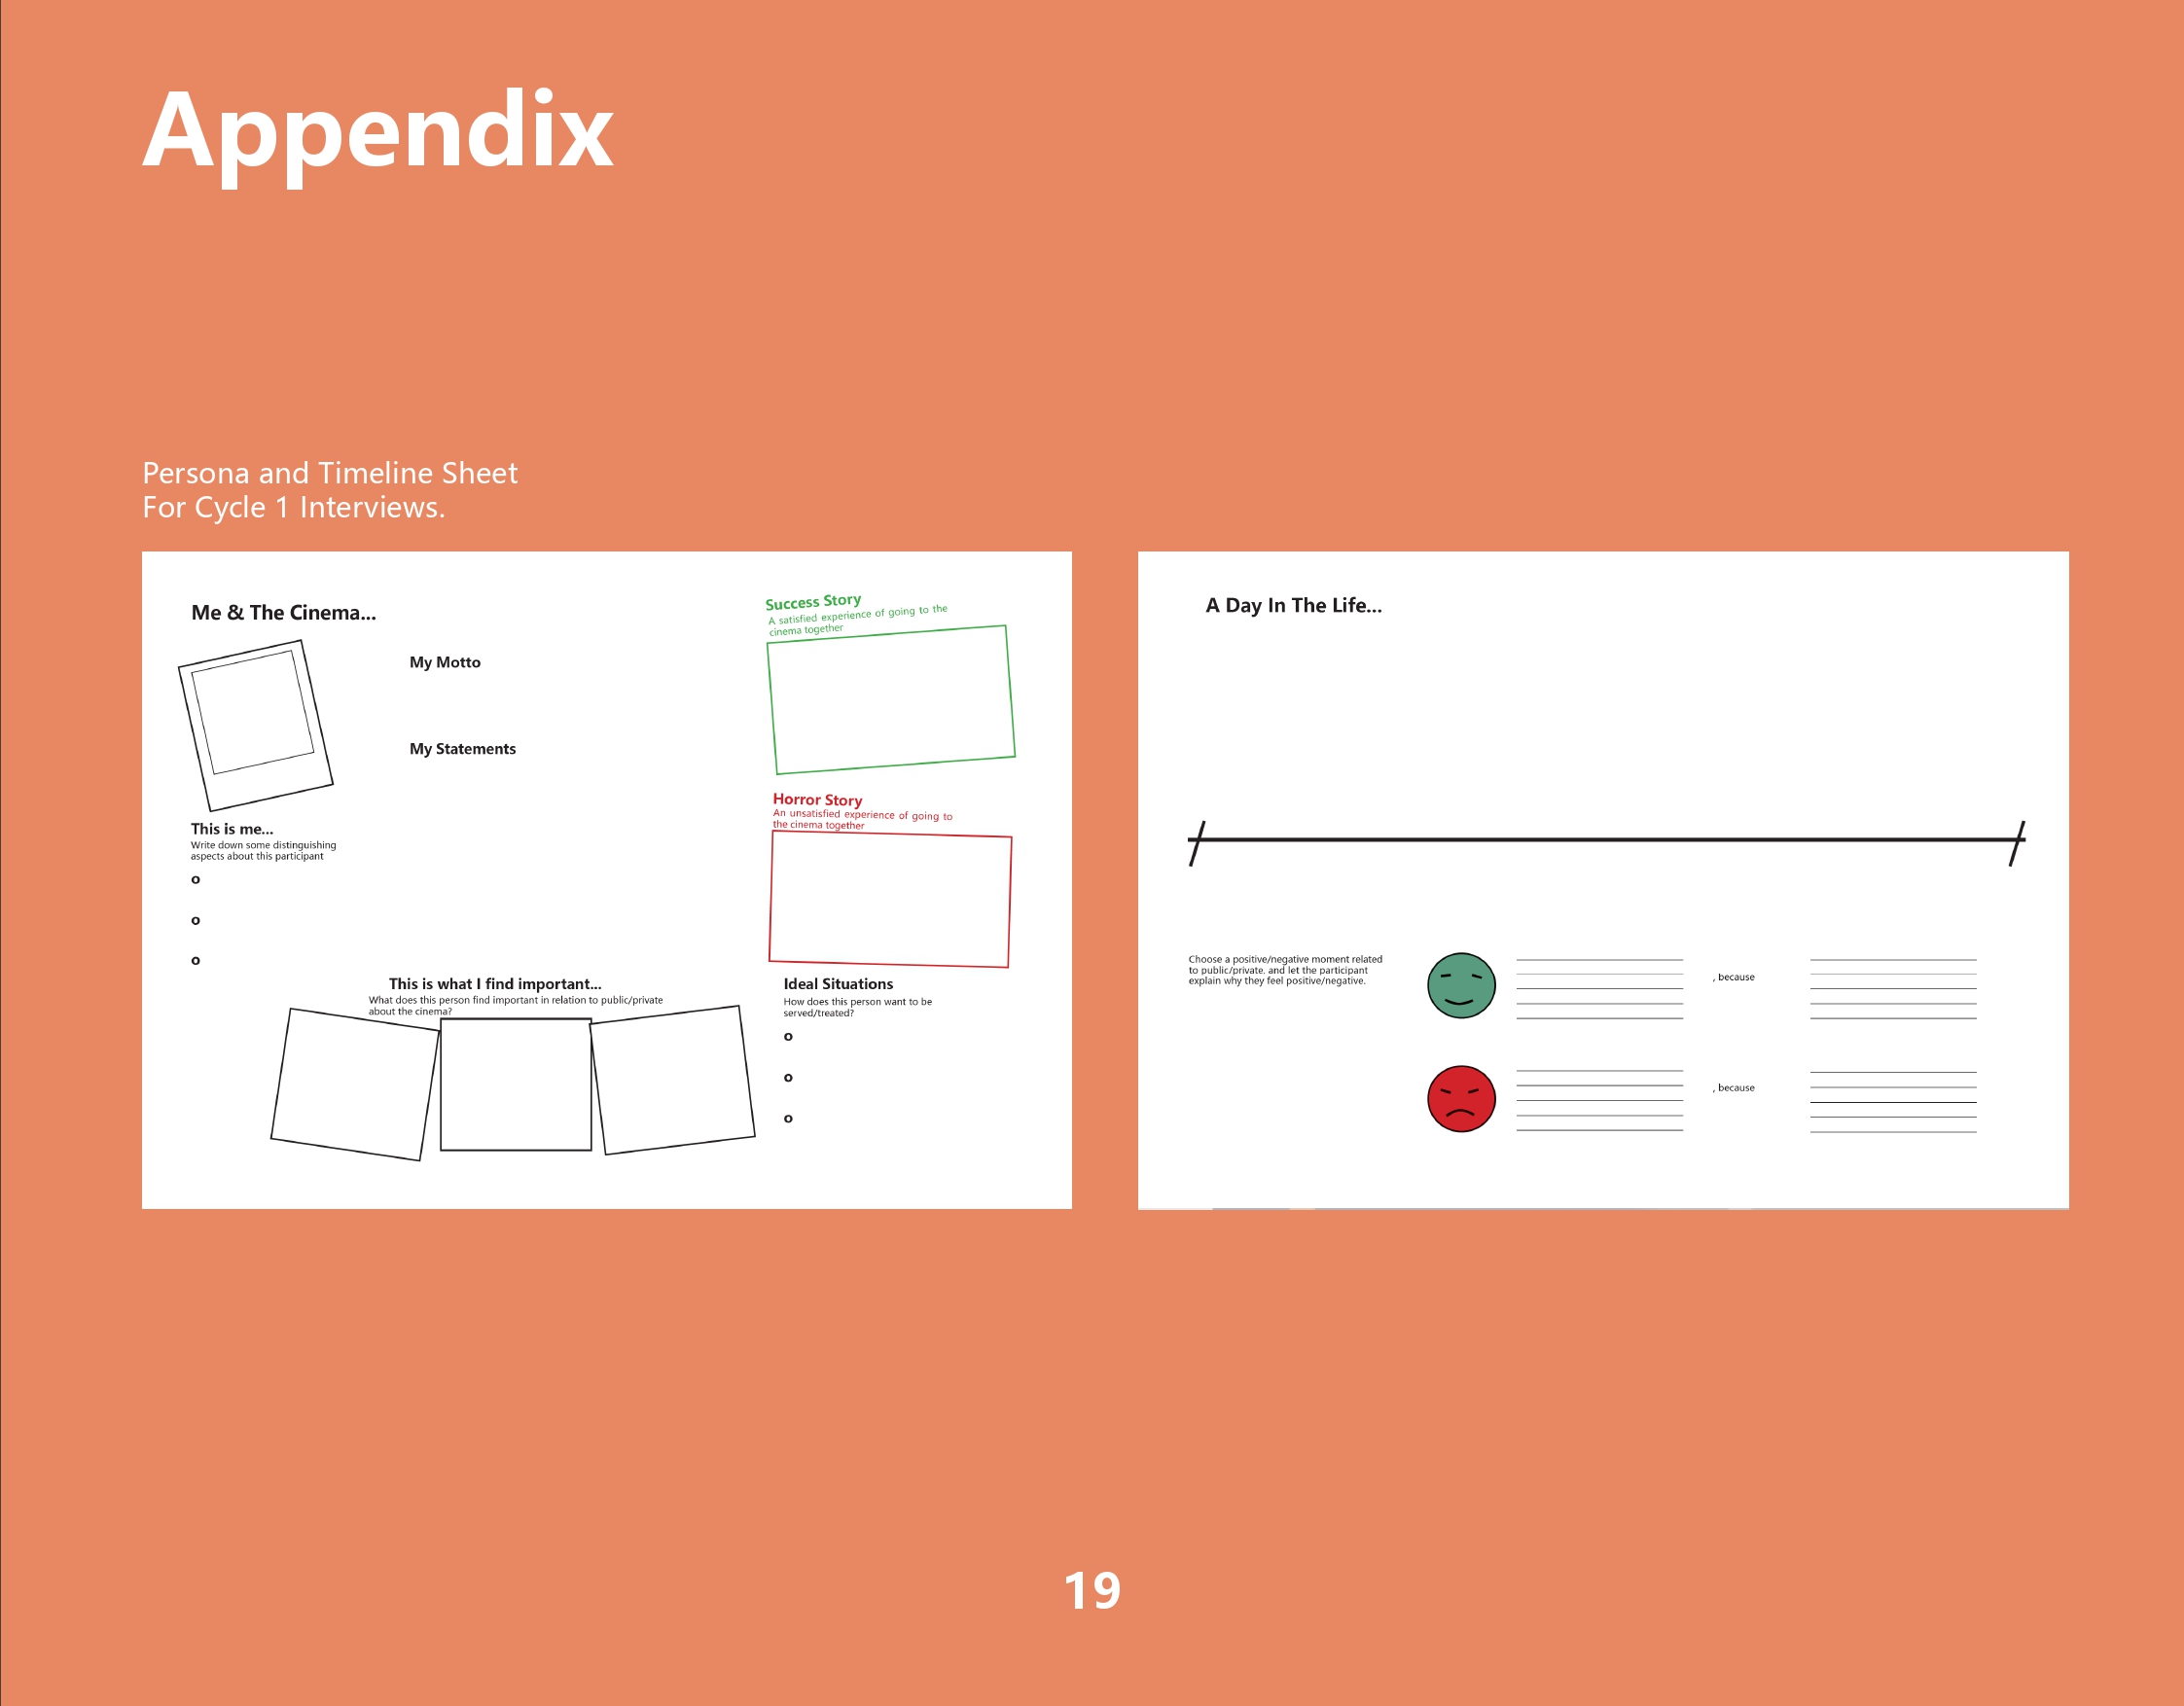 Appendix
Persona and Timeline Sheet
For Cycle 1 Interviews.
Me & The Cinema...
My Motto
My Statements
This is me...
Write down some distinguishing
aspects about this participant
o
o
o
Success Story
A satisfied experience of going to the
cinema together
Horror Story
An unsatisfied experience of going to
the cinema together
This is what I find important...
What does this person find important in relation to public/private
about the cinema?
Ideal Situations
How does this person want to be
served/treated?
o
o
o
A Day In The Life...
Choose a positive/negative moment related
to public/private. and let the participant
explain why they feel positive/negative.
, because
, because
19